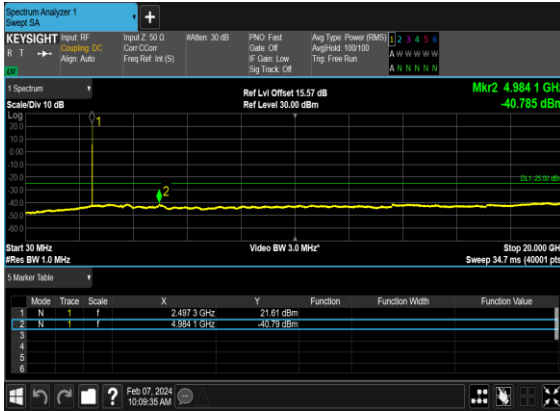 Spectrum Analyzer 1
Swept SA
+
KEYSIGHT Input: RF Input Z: 50 Ω #Atten: 30 dB PNO: Fast Avg Type: Power (RMS) 1 2 3 4 5 6
R T Coupling: DC Corr CCorr Gate: Off Avg|Hold: 100/100 A W W W W W
Align: Auto Freq Ref: Int (S) IF Gain: Low Trig: Free Run
Sig Track: Off A N N N N N
1 Spectrum
Ref Lvl Offset 15.57 dB Mkr2 4.984 1 GHz
Scale/Div 10 dB Ref Level 30.00 dBm -40.785 dBm
Log
20.0
10.0
0.00
-10.0
-20.0
-30.0
-40.0
-50.0
-60.0
1
2
DL1 -25.00 dBm
Start 30 MHz Video BW 3.0 MHz* Stop 20.000 GHz
#Res BW 1.0 MHz Sweep 34.7 ms (40001 pts)
5 Marker Table
Mode Trace Scale X Y Function Function Width Function Value
1 N 1 f 2.497 3 GHz 21.61 dBm
2 N 1 f 4.984 1 GHz -40.79 dBm
3
4
5
6
? Feb 07, 2024
10:09:35 AM